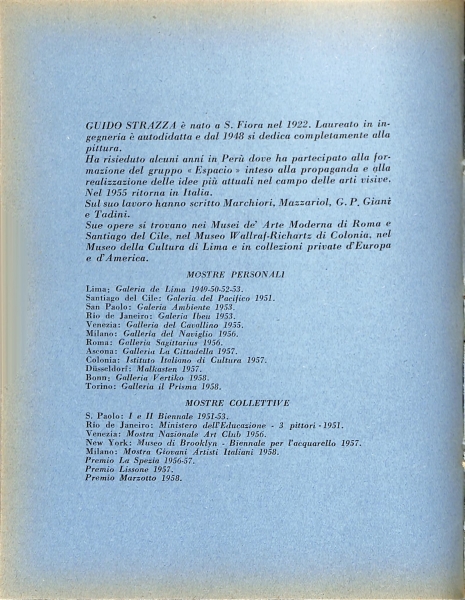 GUIDO STRAZZA è nato a S. Fiora nel 1922. Laureato in in-
gegneria è autodidatta e dal 1948 si dedica completamente alla
pittura.
Ha risieduto alcuni anni in Perù dove ha partecipato alla for-
mazione del gruppo « Espacio » inteso alla propaganda e alla
realizzazione delle idee più attuali nel campo delle arti visive.
Nel 1955 ritorna in Italia.
Sul suo lavoro hanno scritto Marchiori, Mazzariol, G. P. Giani
e Tadini.
Sue opere si trovano nei Musei de' Arte Moderna di Roma e
Santiago del Cile, nel Museo Wallraf-Richartz di Colonia, nel
Museo della Cultura di Lima e in collezioni private d'Europa
e d'America.
MOSTRE PERSONALI
Lima: Galeria de Lima 1940-50-52-53.
Santiago del Cile: Galeria del Pacifico 1951.
San Paolo: Galeria Ambiente 1953.
Rio de Janeiro: Galeria Ibeu 1953.
Venezia: Galleria del Cavallino 1955.
Milano: Galleria del Naviglio 1956.
Roma: Galleria Sagittarius 1956.
Ascona: Galleria La Cittadella 1957.
Colonia: Istituto Italiano di Cultura 1957.
Düsseldorf: Malkasten 1957.
Bonn: Galleria Vertiko 1958.
Torino: Galleria il Prisma 1958.
MOSTRE COLLETTIVE
S. Paolo: I e II Biennale 1951-53.
Rio de Janeiro: Ministero dell'Educazione - 3 pittori - 1951.
Venezia: Mostra Nazionale Art Club 1956.
New York: Museo di Brooklyn - Biennale per l'acquarello 1957.
Milano: Mostra Giovani Artisti Italiani 1958.
Premio La Spezia 1956-57.
Premio Lissone 1957.
Premio Marzotto 1958.